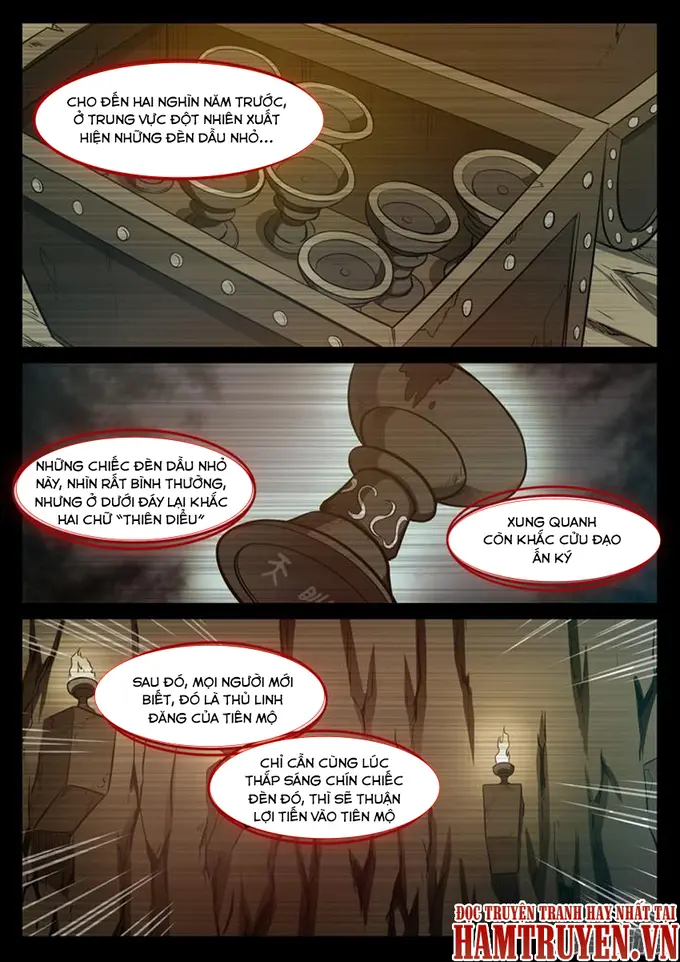 CHO ĐẾN HAI NGHÌN NĂM TRƯỚC,
Ở TRUNG VỰC ĐỘT NHIÊN XUẤT
HIỆN NHỮNG ĐÈN DẦU NHỎ...
NHỮNG CHIẾC ĐÈN DẦU NHỎ
NÀY, NHÌN RẤT BÌNH THƯỜNG,
NHƯNG Ở DƯỚI ĐÁY LẠI KHẮC
HAI CHỮ “THIÊN DIỂU”
XUNG QUANH
CÒN KHẮC CỬU ĐẠO
ẤN KÝ
天
SAU ĐÓ, MỌI NGƯỜI MỚI
BIẾT, ĐÓ LÀ THỦ LINH
ĐĂNG CỦA TIÊN MỘ
CHỈ CẦN CÙNG LÚC
THẮP SÁNG CHÍN CHIẾC
ĐÈN ĐÓ, THÌ SẼ THUẬN
LỢI TIẾN VÀO TIÊN MỘ
ĐỌC TRUYỆN TRANH HAY NHẤT TẠI
HAMTRUYEN.VN